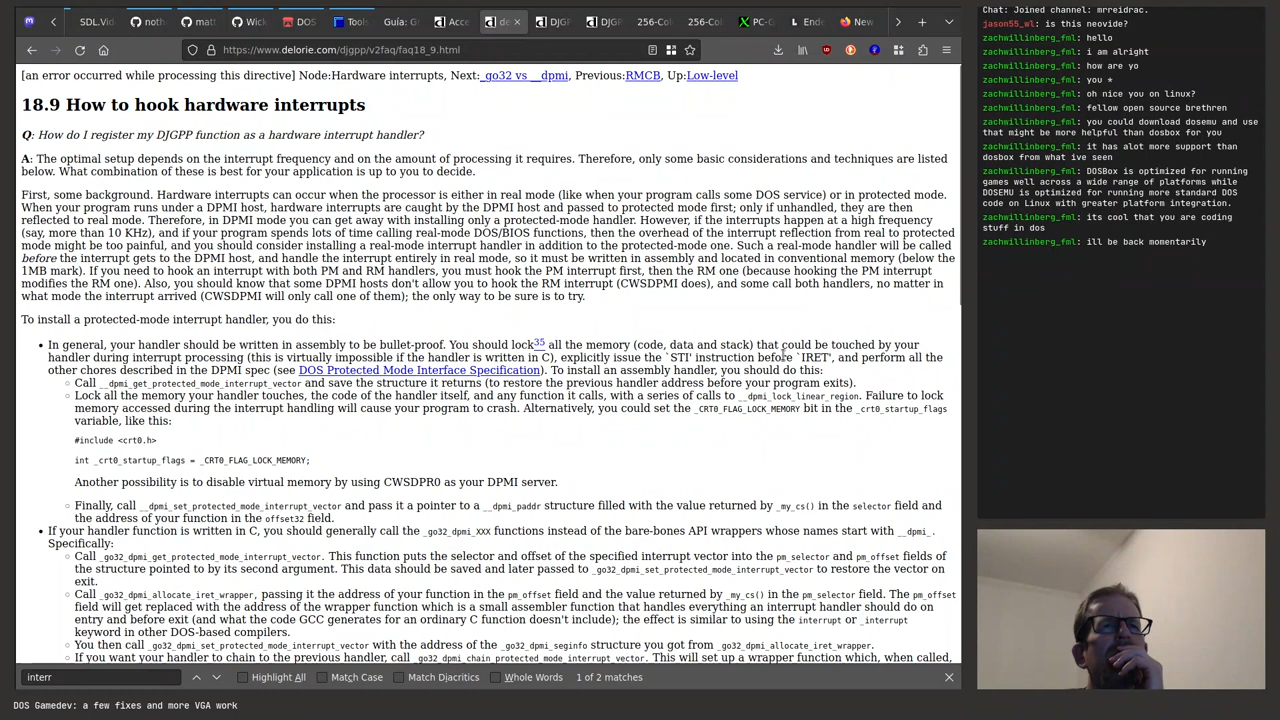 SDL.Vid
noth
matt
Wick
DOS
Tools
Guía: G
Acce
de
DJGP
DJGP
256-Col
256-Col
PC-G
Ende
New
https://www.delorie.com/djgpp/v2faq/faq18_9.html
[an error occurred while processing this directive] Node:Hardware interrupts, Next:_go32 vs __dpmi, Previous:RMCB, Up:Low-level
18.9 How to hook hardware interrupts
Q: How do I register my DJGPP function as a hardware interrupt handler?
A: The optimal setup depends on the interrupt frequency and on the amount of processing it requires. Therefore, only some basic considerations and techniques are listed
below. What combination of these is best for your application is up to you to decide.
First, some background. Hardware interrupts can occur when the processor is either in real mode (like when your program calls some DOS service) or in protected mode.
When your program runs under a DPMI host, hardware interrupts are caught by the DPMI host and passed to protected mode first; only if unhandled, they are then
reflected to real mode. Therefore, in DPMI mode you can get away with installing only a protected-mode handler. However, if the interrupts happen at a high frequency
(say, more than 10 KHz), and if your program spends lots of time calling real-mode DOS/BIOS functions, then the overhead of the interrupt reflection from real to protected
mode might be too painful, and you should consider installing a real-mode interrupt handler in addition to the protected-mode one. Such a real-mode handler will be called
before the interrupt gets to the DPMI host, and handle the interrupt entirely in real mode, so it must be written in assembly and located in conventional memory (below the
1MB mark). If you need to hook an interrupt with both PM and RM handlers, you must hook the PM interrupt first, then the RM one (because hooking the PM interrupt
modifies the RM one). Also, you should know that some DPMI hosts don't allow you to hook the RM interrupt (CWSDPMI does), and some call both handlers, no matter in
what mode the interrupt arrived (CWSDPMI will only call one of them); the only way to be sure is to try.
To install a protected-mode interrupt handler, you do this:
• In general, your handler should be written in assembly to be bullet-proof. You should lock35 all the memory (code, data and stack) that could be touched by your
handler during interrupt processing (this is virtually impossible if the handler is written in C), explicitly issue the `STI' instruction before `IRET', and perform all the
other chores described in the DPMI spec (see DOS Protected Mode Interface Specification). To install an assembly handler, you should do this:
◦ Call __dpmi_get_protected_mode_interrupt_vector and save the structure it returns (to restore the previous handler address before your program exits).
◦ Lock all the memory your handler touches, the code of the handler itself, and any function it calls, with a series of calls to __dpmi_lock_linear_region. Failure to lock
memory accessed during the interrupt handling will cause your program to crash. Alternatively, you could set the _CRT0_FLAG_LOCK_MEMORY bit in the _crt0_startup_flags
variable, like this:
#include <crt0.h>
int _crt0_startup_flags = _CRT0_FLAG_LOCK_MEMORY;
Another possibility is to disable virtual memory by using CWSDPR0 as your DPMI server.
◦ Finally, call __dpmi_set_protected_mode_interrupt_vector and pass it a pointer to a __dpmi_paddr structure filled with the value returned by _my_cs() in the selector field and
the address of your function in the offset32 field.
• If your handler function is written in C, you should generally call the _go32_dpmi_XXX functions instead of the bare-bones API wrappers whose names start with __dpmi_.
Specifically:
◦ Call _go32_dpmi_get_protected_mode_interrupt_vector. This function puts the selector and offset of the specified interrupt vector into the pm_selector and pm_offset fields of
the structure pointed to by its second argument. This data should be saved and later passed to _go32_dpmi_set_protected_mode_interrupt_vector to restore the vector on
exit.
◦ Call _go32_dpmi_allocate_iret_wrapper, passing it the address of your function in the pm_offset field and the value returned by _my_cs() in the pm_selector field. The pm_offset
field will get replaced with the address of the wrapper function which is a small assembler function that handles everything an interrupt handler should do on
entry and before exit (and what the code GCC generates for an ordinary C function doesn't include); the effect is similar to using the interrupt or _interrupt
keyword in other DOS-based compilers.
◦ You then call _go32_dpmi_set_protected_mode_interrupt_vector with the address of the _go32_dpmi_seginfo structure you got from _go32_dpmi_allocate_iret_wrapper.
◦ If you want your handler to chain to the previous handler, call _go32_dpmi_chain_protected_mode_interrupt_vector. This will set up a wrapper function which, when called,
interr
Highlight All
Match Case
Match Diacritics
Whole Words
1 of 2 matches
DOS Gamedev: a few fixes and more VGA work
Chat: Joined channel: mrreidrac.
jason55_wl: is this neovide?
zachwillinberg_fml: hello
zachwillinberg_fml: i am alright
zachwillinberg_fml: how are yo
zachwillinberg_fml: you *
zachwillinberg_fml: oh nice you on linux?
zachwillinberg_fml: fellow open source brethren
zachwillinberg_fml: you could download dosemu and use
that might be more helpful than dosbox for you
zachwillinberg_fml: it has alot more support than
dosbox from what ive seen
zachwillinberg_fml: DOSBox is optimized for running
games well across a wide range of platforms while
DOSEMU is optimized for running more standard DOS
code on Linux with greater platform integration.
zachwillinberg_fml: its cool that you are coding
stuff in dos
zachwillinberg_fml: ill be back momentarily